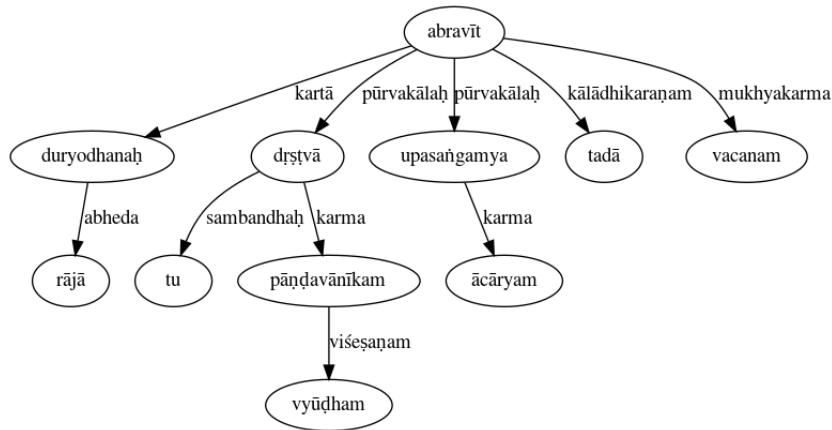 abravīt
kartā pūrvakālaḥ pūrvakālaḥ kālādhikaraṇam mukhyakarma
duryodhanaḥ dṛṣṭvā upasaṅgamya tadā vacanam
abheda sambandhaḥ karma karma
rājā tu pāṇḍavānīkam ācāryam
viśeṣaṇam
vyūḍham